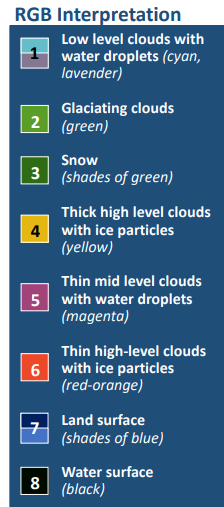 RGB Interpretation
1
Low level clouds with
water droplets (cyan,
lavender)
2
Glaciating clouds
(green)
3
Snow
(shades of green)
4
Thick high level clouds
with ice particles
(yellow)
5
Thin mid level clouds
with water droplets
(magenta)
6
Thin high-level clouds
with ice particles
(red-orange)
7
Land surface
(shades of blue)
8
Water surface
(black)